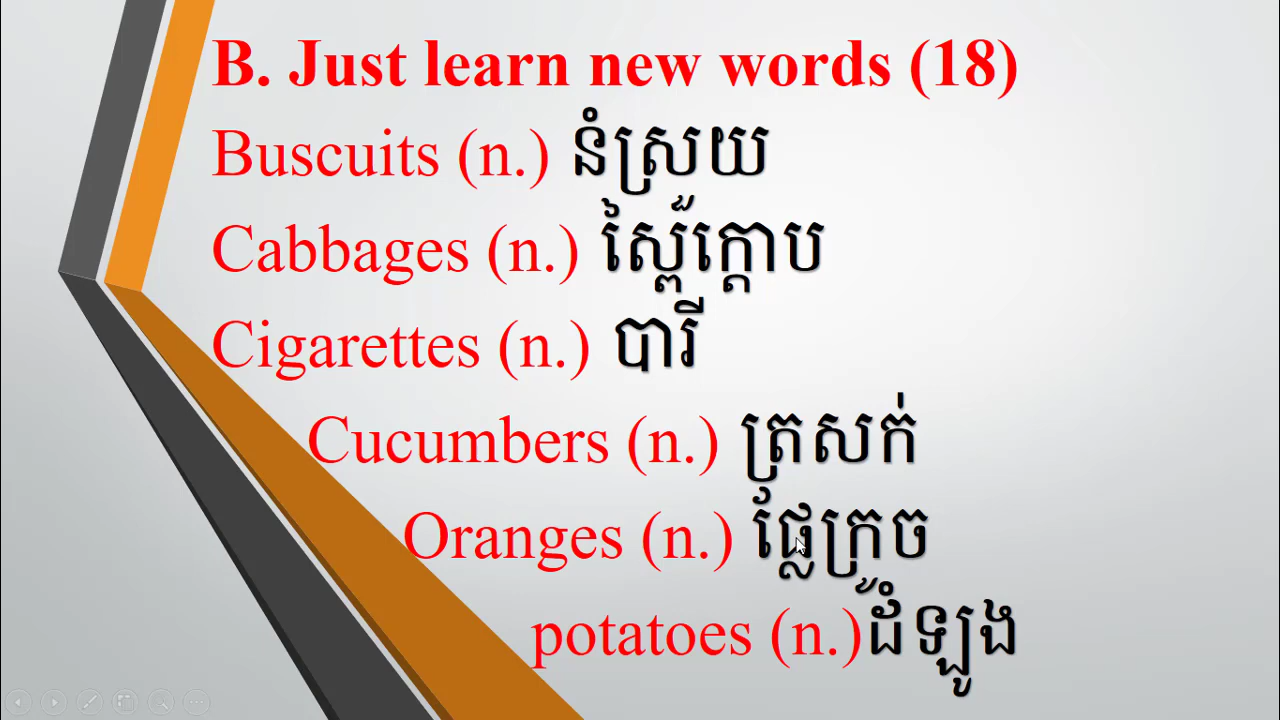 B. Just learn new words (18)
Buscuits (n.) នំស្រួយ
Cabbages (n.) ស្ពៃក្ដោប
Cigarettes (n.) បារី
Cucumbers (n.) ត្រសក់
Oranges (n.) ផ្លែក្រូច
potatoes (n.)ដំឡូង